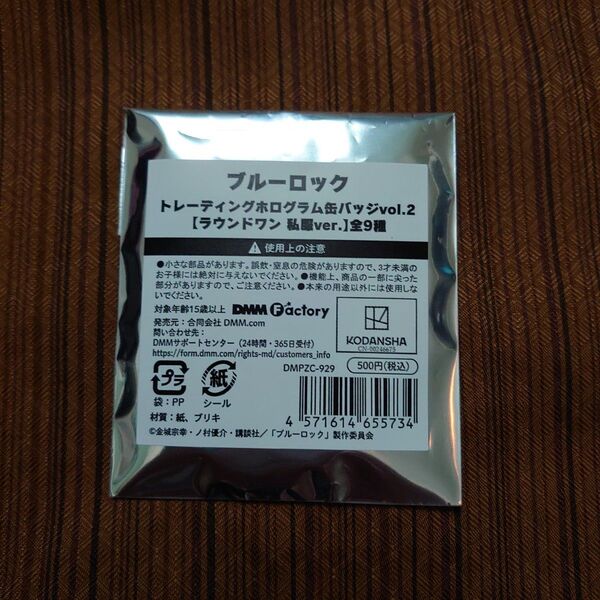 ブルーロック
トレーディングホログラム缶バッジvol.2
【ラウンドワン 私服ver.】全9種
使用上の注意
●小さな部品があります。誤飲・窒息の危険がありますので、3才未満の
お子様には絶対に与えないでください。●機能上、商品の一部に尖った
部分がありますので、ご注意ください。●本来の用途以外には使用しな
いでください。
対象年齢15歳以上 DMM Factory
発売元：合同会社 DMM.com
問い合わせ先：
DMMサポートセンター（24時間・365日受付）
https://form.dmm.com/rights-md/customers_info
KODANSHA
CN-00246675
DMPZC-929
500円(税込)
プラ
袋：PP
紙
シール
材質：紙、ブリキ
4 571614 655734
©金城宗幸・ノ村優介・講談社／「ブルーロック」製作委員会